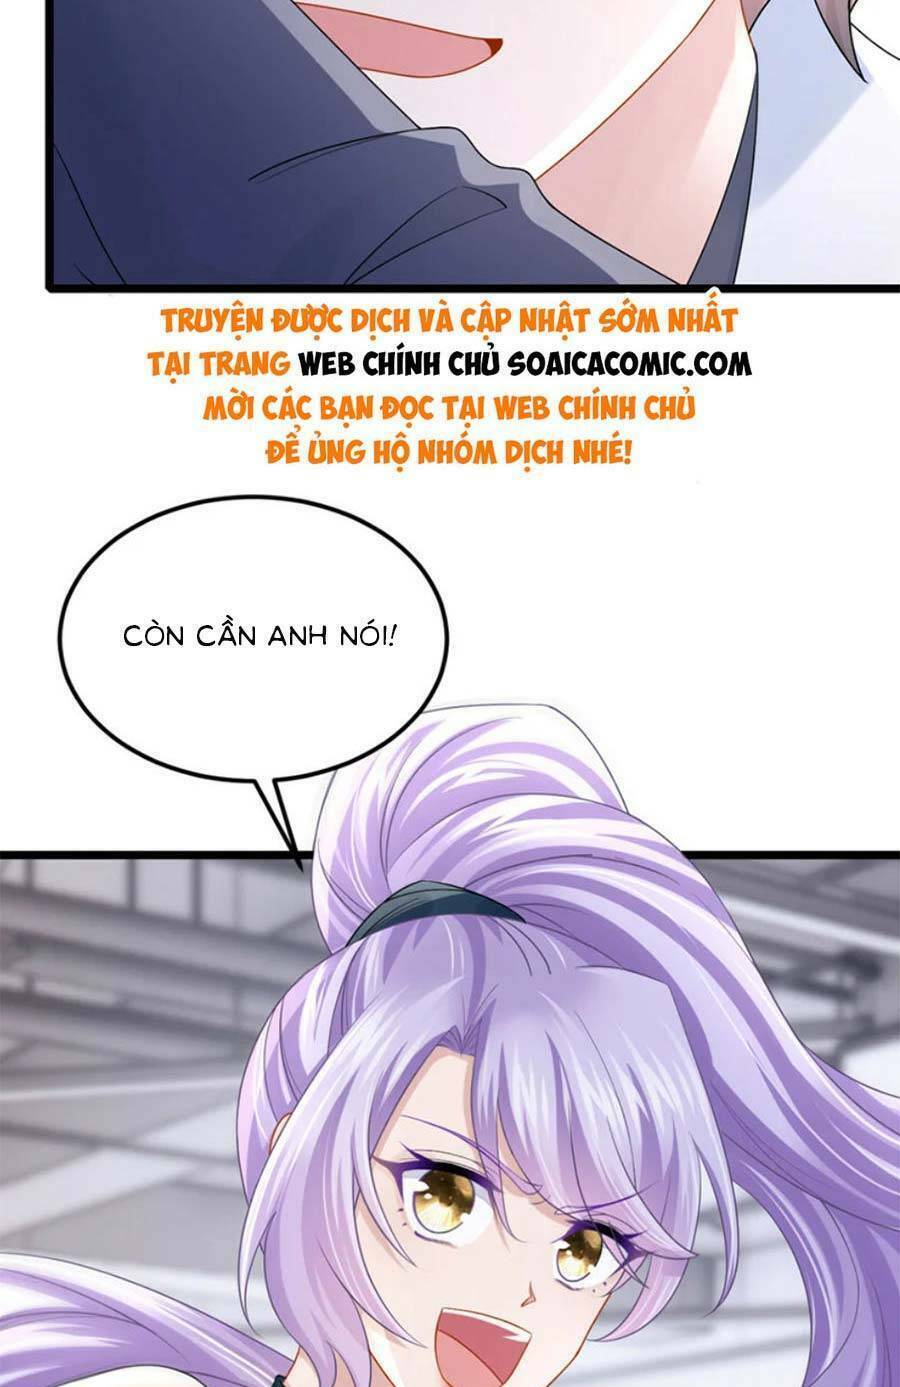 TRUYỆN ĐƯỢC DỊCH VÀ CẬP NHẬT SỚM NHẤT
TẠI TRANG WEB CHÍNH CHỦ SOAICACOMIC.COM
MỜI CÁC BẠN ĐỌC TẠI WEB CHÍNH CHỦ
ĐỂ ỦNG HỘ NHÓM DỊCH NHÉ!
CÒN CẦN ANH NÓI!